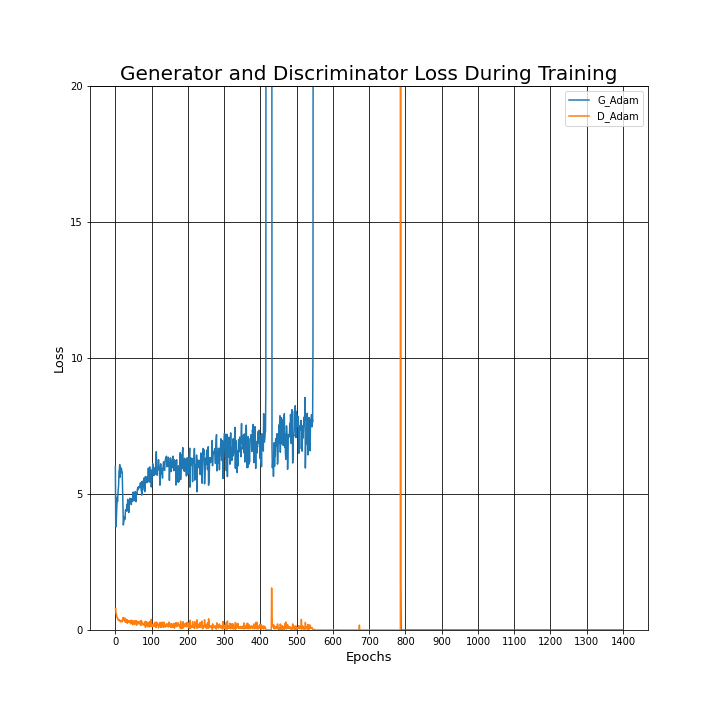 Generator and Discriminator Loss During Training
G_Adam
D_Adam
20
15
10
5
0
Loss
0 100 200 300 400 500 600 700 800 900 1000 1100 1200 1300 1400
Epochs